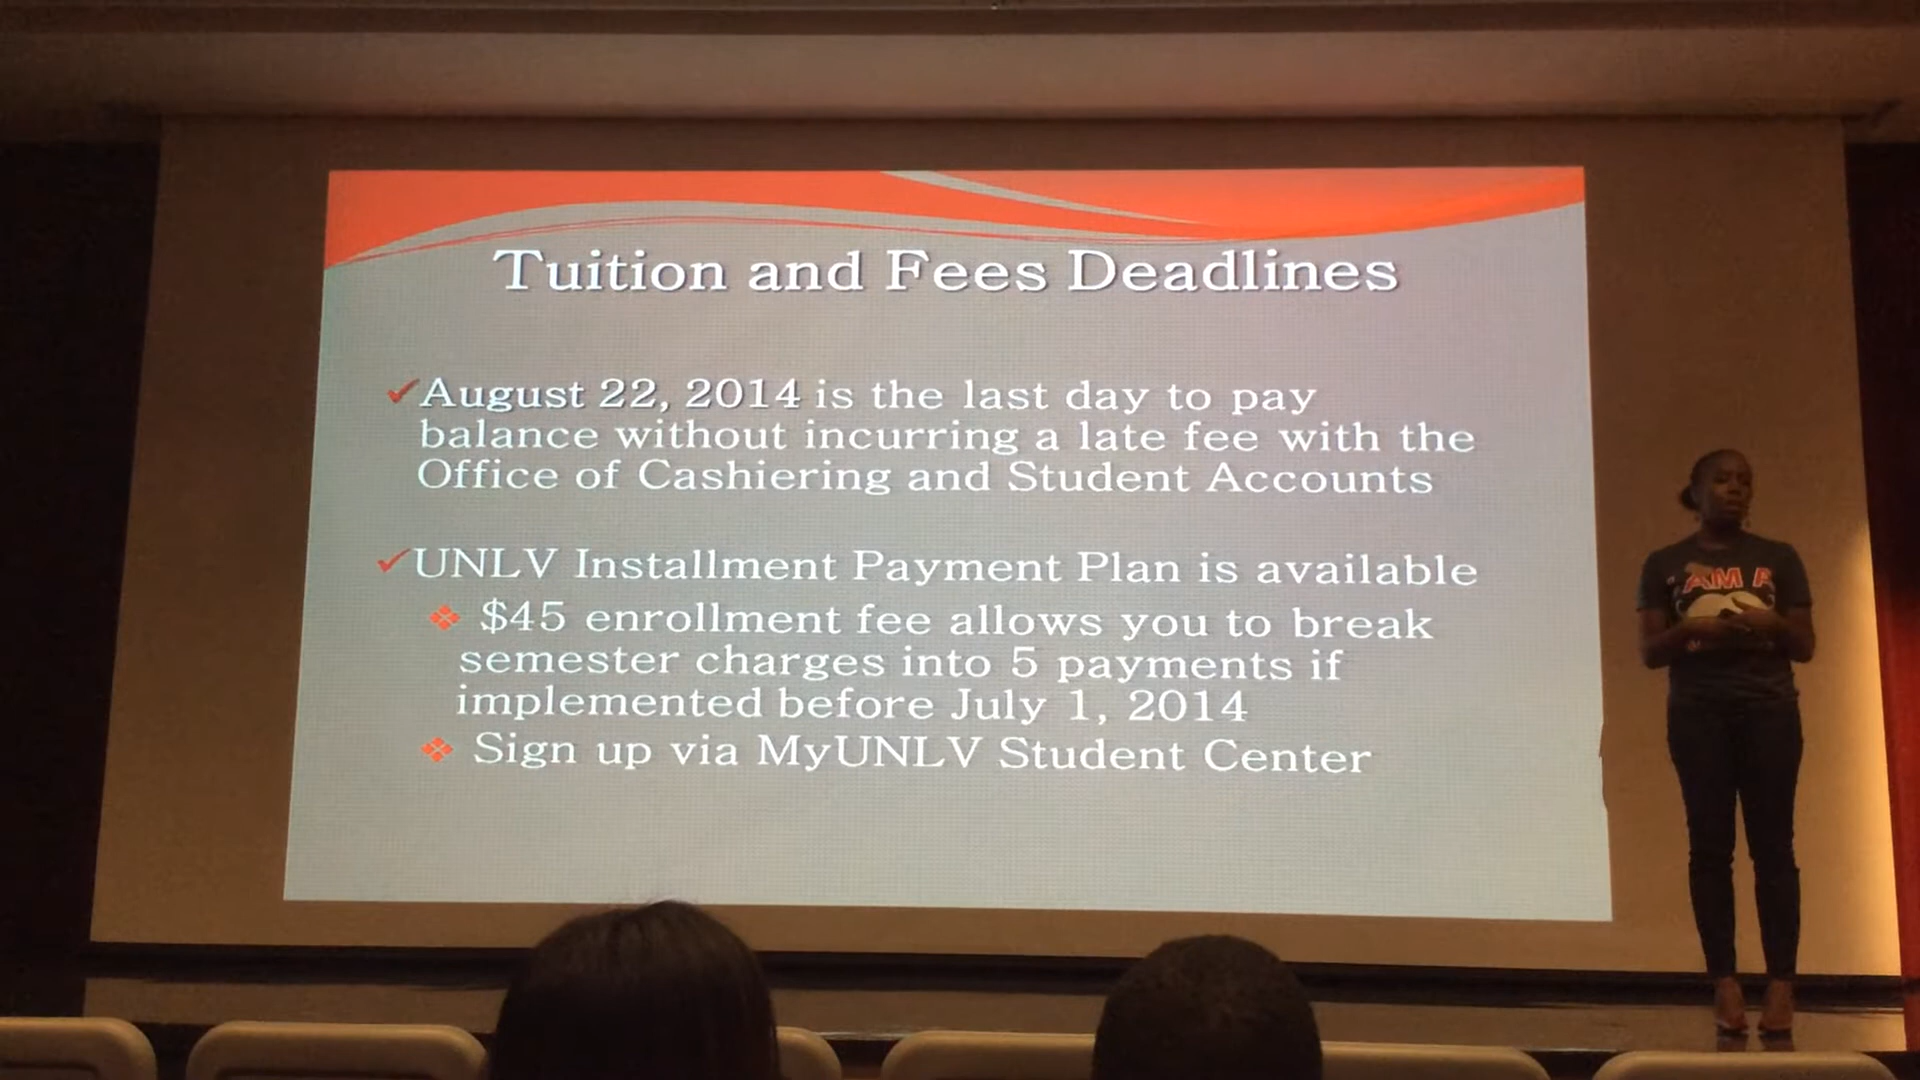 Tuition and Fees Deadlines
August 22, 2014 is the last day to pay
balance without incurring a late fee with the
Office of Cashiering and Student Accounts
UNLV Installment Payment Plan is available
$45 enrollment fee allows you to break
semester charges into 5 payments if
implemented before July 1, 2014
Sign up via MyUNLV Student Center
AM A